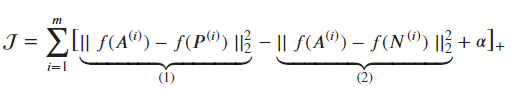 𝒥 = ∑_{i=1}^{m} [|| f(A^{(i)}) − f(P^{(i)}) ||_2^2 − || f(A^{(i)}) − f(N^{(i)}) ||_2^2 + α]_+
(1) (2)